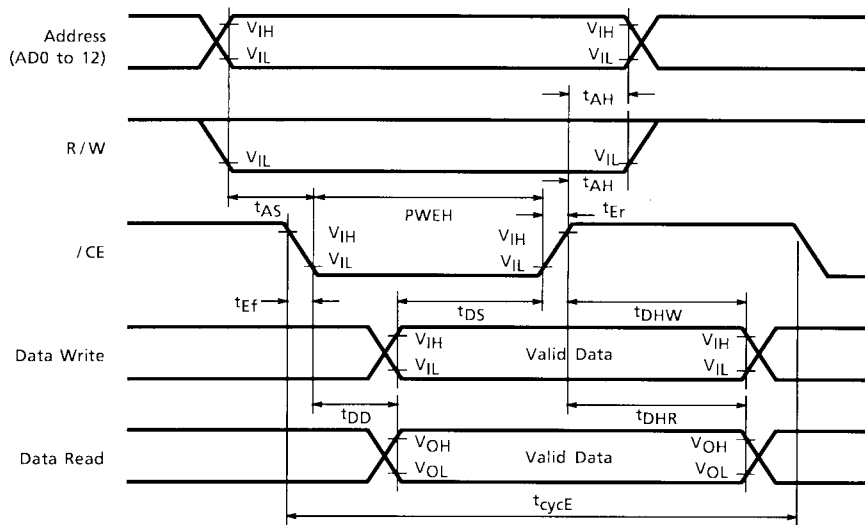 Address
(AD0 to 12)
VIH
VIL
VIH
VIL
tAH
R/W
VIL
VIL
tAH
tAS
PWEH
tEr
/CE
VIH
VIL
VIH
VIL
tEf
tDS
tDHW
Data Write
VIH
VIL
Valid Data
VIH
VIL
tDD
tDHR
Data Read
VOH
VOL
Valid Data
VOH
VOL
tcycE